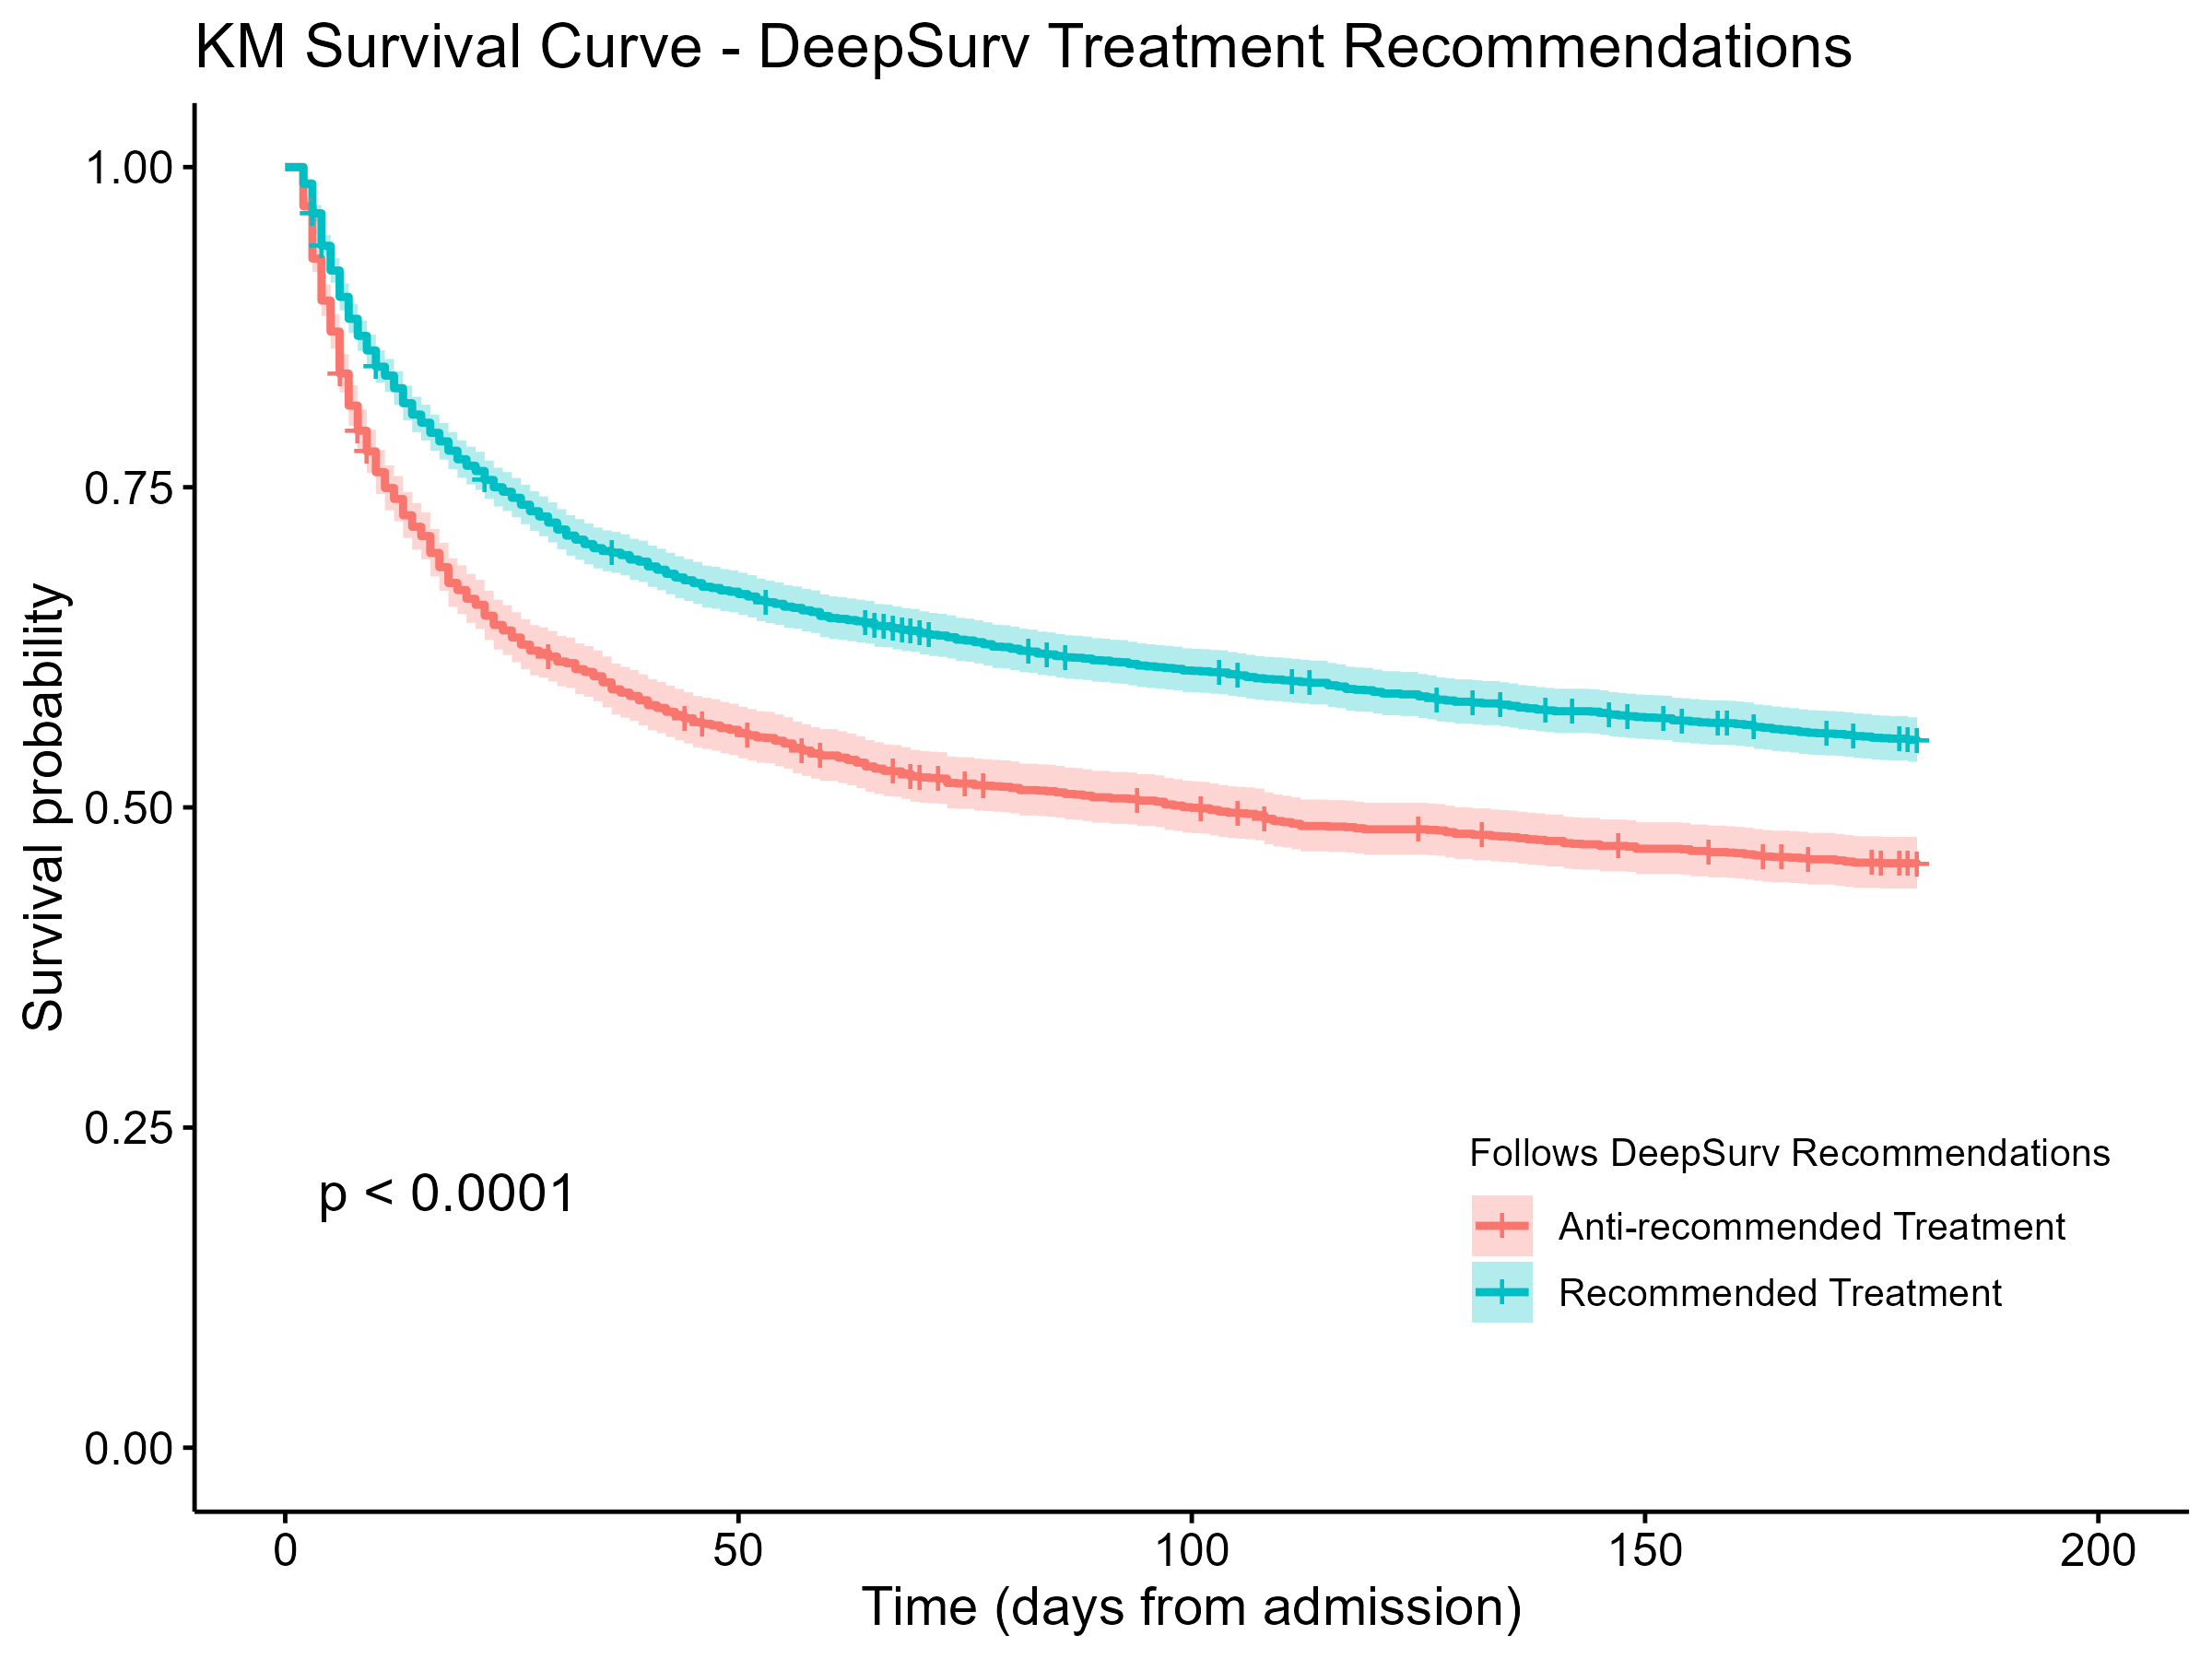 KM Survival Curve - DeepSurv Treatment Recommendations
Survival probability
1.00
0.75
0.50
0.25
0.00
p < 0.0001
Follows DeepSurv Recommendations
Anti-recommended Treatment
Recommended Treatment
0 50 100 150 200
Time (days from admission)